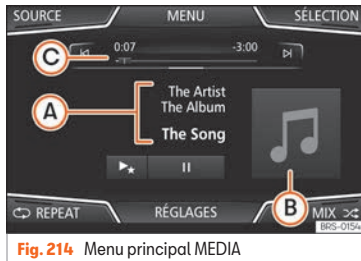 SOURCE MENU SÉLECTION
0:07 -3:00
C
The Artist
The Album
A
The Song
B
REPEAT RÉGLAGES MIX
BRS-0154
Fig. 214 Menu principal MEDIA